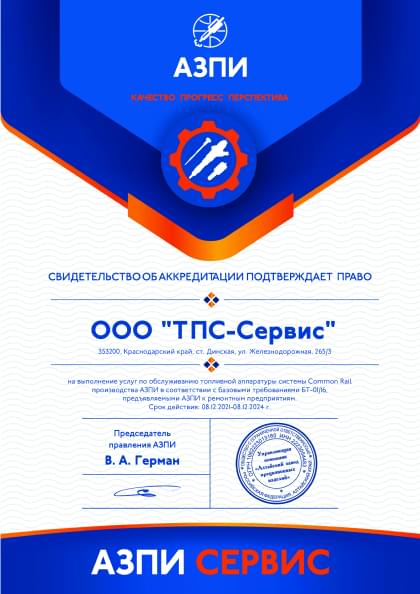 АЗПИ
КАЧЕСТВО ПРОГРЕСС ПЕРСПЕКТИВА
СВИДЕТЕЛЬСТВО ОБ АККРЕДИТАЦИИ ПОДТВЕРЖДАЕТ ПРАВО
ООО "ТПС-Сервис"
353200, Краснодарский край, ст. Динская, ул. Железнодорожная, 265/3
на выполнение услуг по обслуживанию топливной аппаратуры системы Common Rail
производства АЗПИ в соответствии с базовыми требованиями БТ-01/16,
предъявляемыми АЗПИ к ремонтным предприятиям.
Срок действия: 08.12.2021-08.12.2024 г.
Председатель
правления АЗПИ
В. А. Герман
Управляющая
компания
«Алтайский завод
прецизионных
изделий»
АЗПИ СЕРВИС